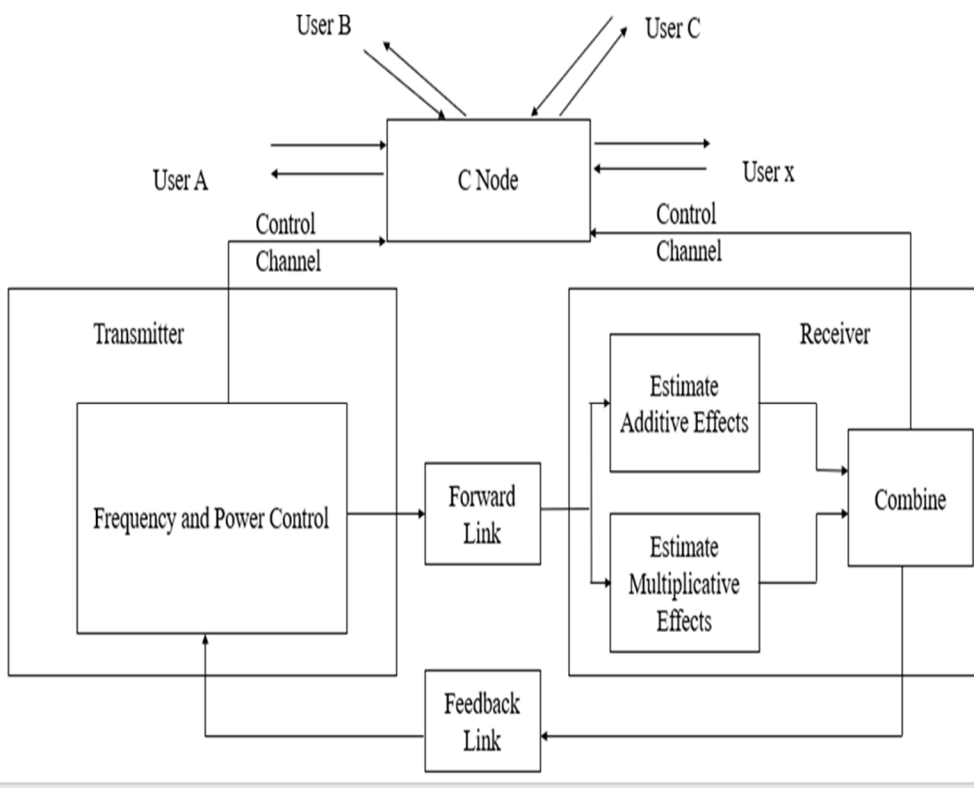 User B
User C
User A
C Node
User x
Control
Channel
Control
Channel
Transmitter
Receiver
Estimate
Additive Effects
Frequency and Power Control
Forward
Link
Combine
Estimate
Multiplicative
Effects
Feedback
Link